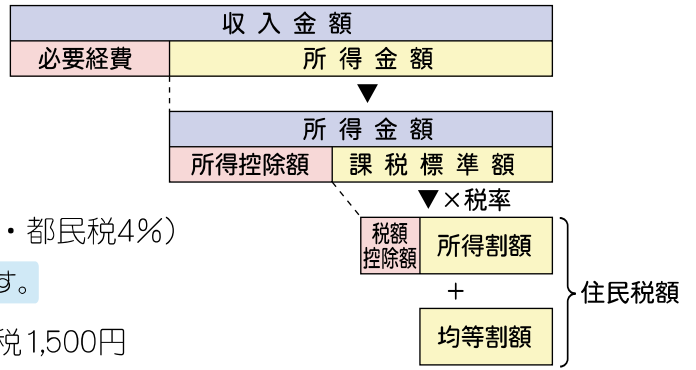 収入金額
必要経費 所得金額
▼
所得金額
所得控除額 課税標準額
▼×税率
・都民税4%)
税額控除額 所得割額
す。
+
住民税額
税1,500円
均等割額